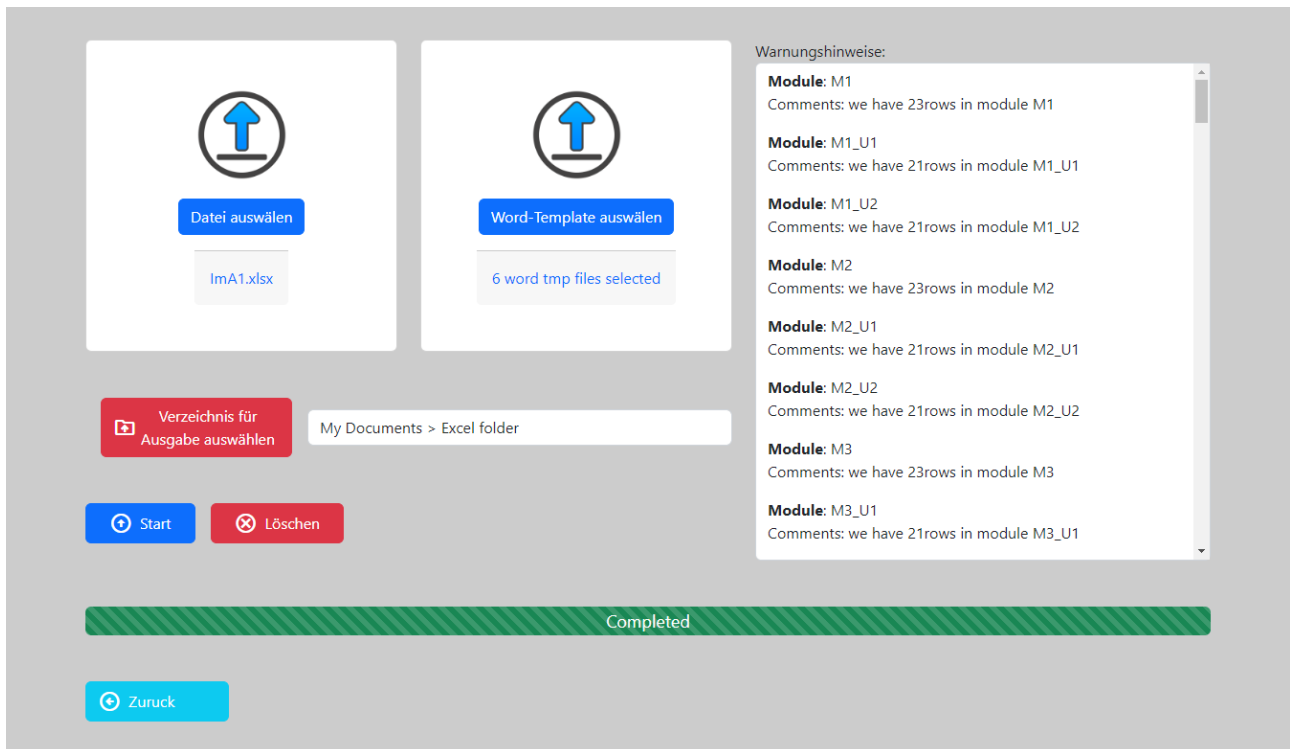 Datei auswälen
ImA1.xlsx
Word-Template auswälen
6 word tmp files selected
Verzeichnis für
Ausgabe auswählen
My Documents > Excel folder
Start
Löschen
Warnungshinweise:
Module: M1
Comments: we have 23rows in module M1
Module: M1_U1
Comments: we have 21rows in module M1_U1
Module: M1_U2
Comments: we have 21rows in module M1_U2
Module: M2
Comments: we have 23rows in module M2
Module: M2_U1
Comments: we have 21rows in module M2_U1
Module: M2_U2
Comments: we have 21rows in module M2_U2
Module: M3
Comments: we have 23rows in module M3
Module: M3_U1
Comments: we have 21rows in module M3_U1
Completed
Zuruck